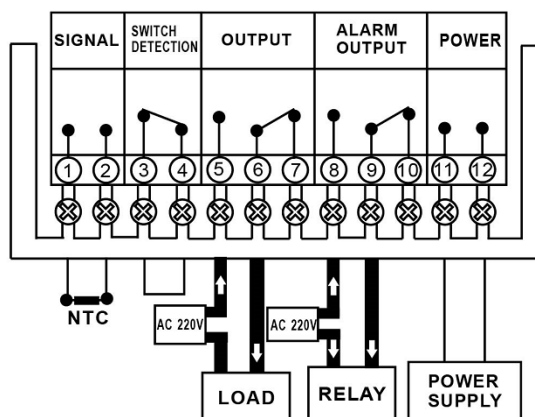 SIGNAL
SWITCH
DETECTION
OUTPUT
ALARM
OUTPUT
POWER
1 2 3 4 5 6 7 8 9 10 11 12
NTC
AC 220V
AC 220V
LOAD
RELAY
POWER
SUPPLY